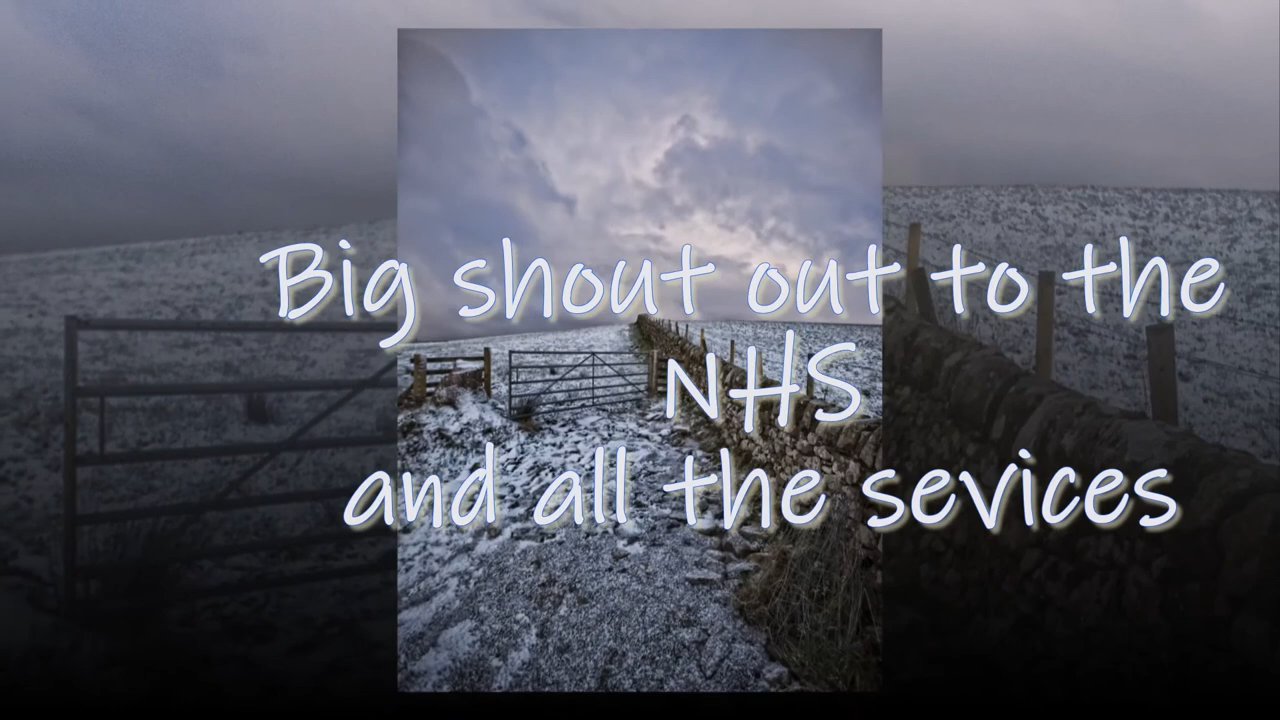 Big shout out to the
NHS
and all the sevices